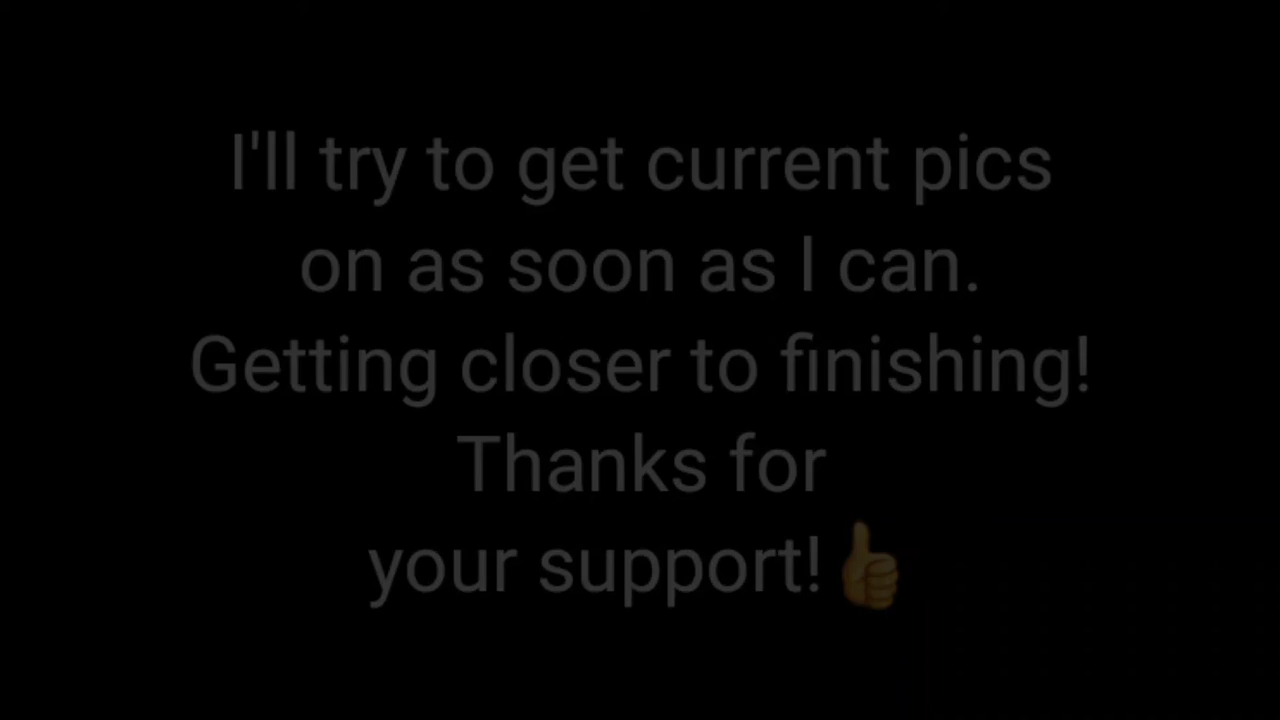 I'll try to get current pics
on as soon as I can.
Getting closer to finishing!
Thanks for
your support! 👍